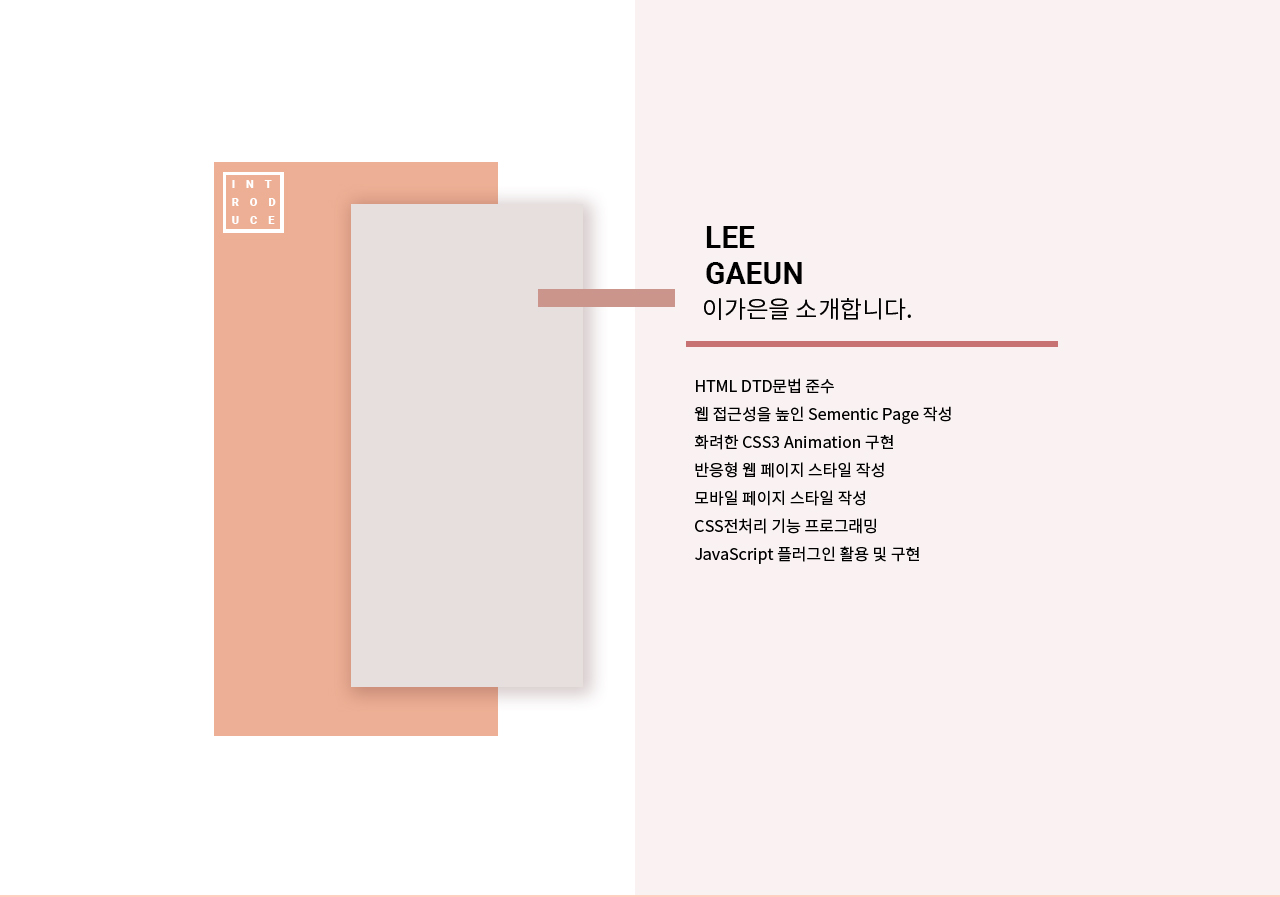 I N T
R O D
U C E
LEE
GAEUN
이가은을 소개합니다.
HTML DTD문법 준수
웹 접근성을 높인 Sementic Page 작성
화려한 CSS3 Animation 구현
반응형 웹 페이지 스타일 작성
모바일 페이지 스타일 작성
CSS전처리 기능 프로그래밍
JavaScript 플러그인 활용 및 구현